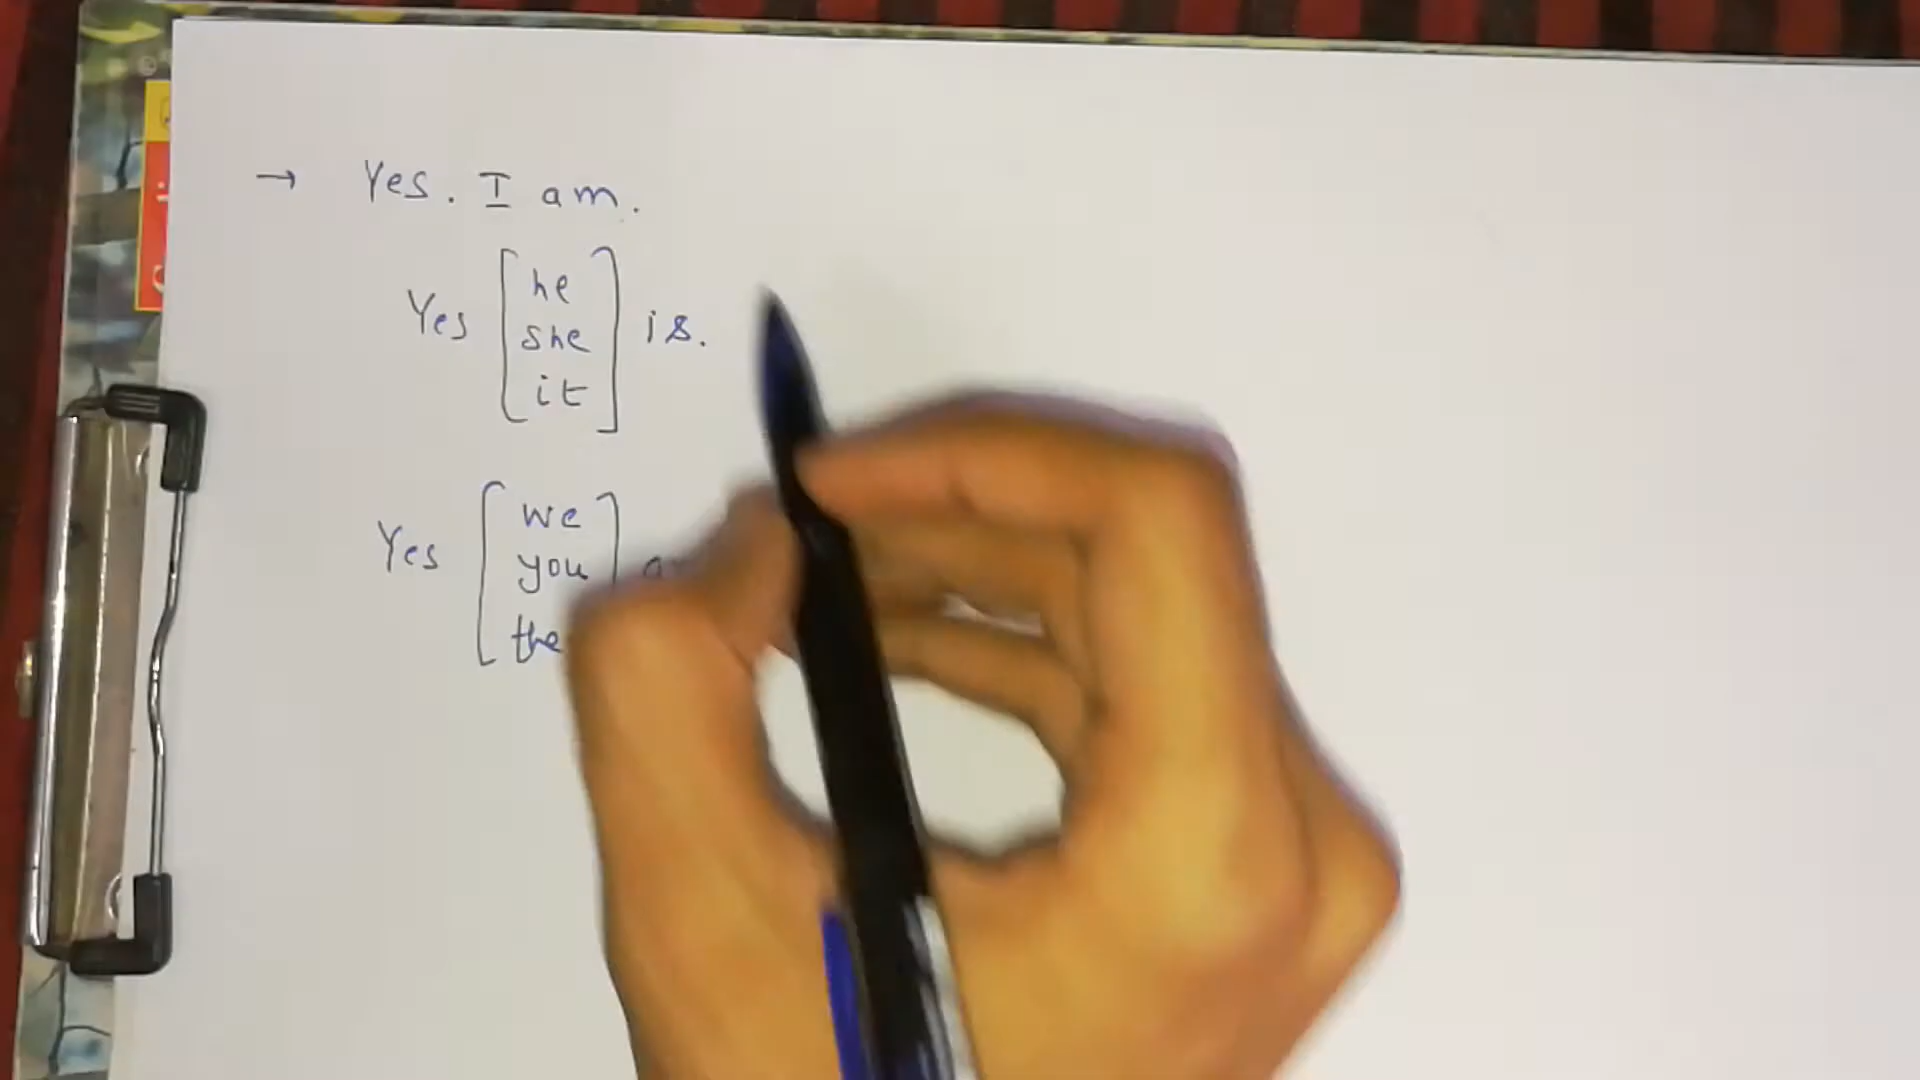 → Yes. I am.
he
Yes she is.
it
we
Yes you